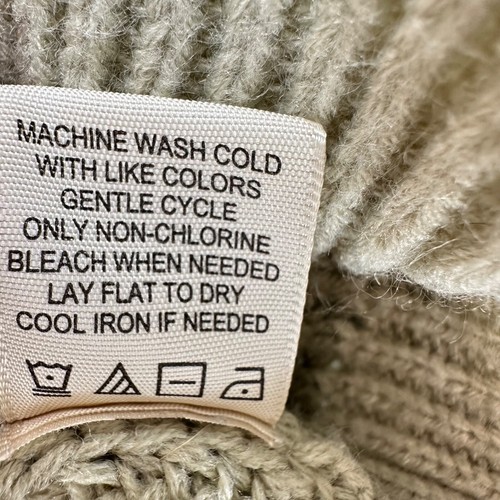 MACHINE WASH COLD
WITH LIKE COLORS
GENTLE CYCLE
ONLY NON-CHLORINE
BLEACH WHEN NEEDED
LAY FLAT TO DRY
COOL IRON IF NEEDED